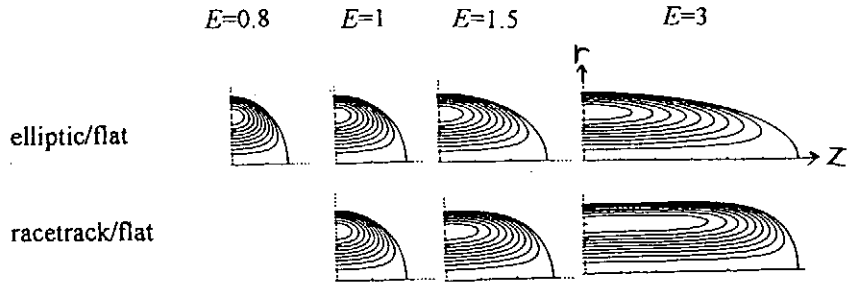 E=0.8 E=1 E=1.5 E=3
r
elliptic/flat
z
racetrack/flat